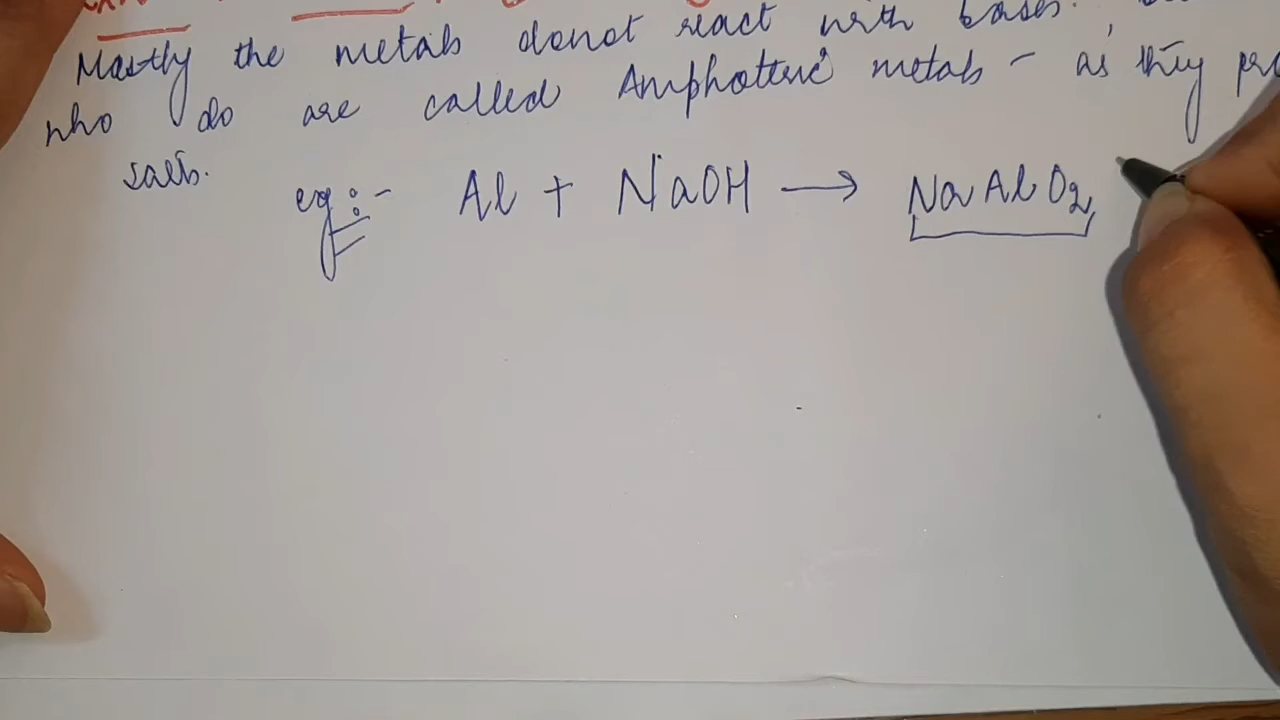 Mostly the metals donot react with bases.
who do are called Amphoteric metals - as they
salts.
eg:- Al + NaOH → NaAlO2